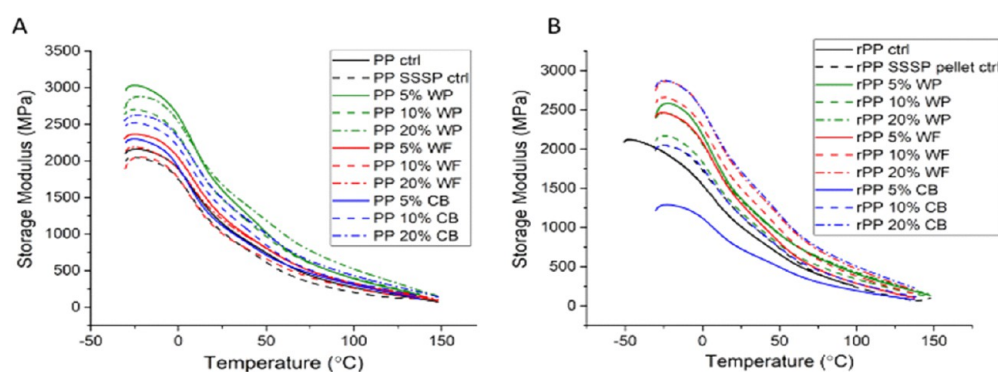 A
3500
3000
2500
2000
1500
1000
500
0
Storage Modulus (MPa)
-50
0
50
100
150
Temperature (°C)
PP ctrl
PP SSSP ctrl
PP 5% WP
PP 10% WP
PP 20% WP
PP 5% WF
PP 10% WF
PP 20% WF
PP 5% CB
PP 10% CB
PP 20% CB
B
3000
2500
2000
1500
1000
500
0
Storage Modulus (MPa)
-50
0
50
100
150
Temperature (°C)
rPP ctrl
rPP SSSP pellet ctrl
rPP 5% WP
rPP 10% WP
rPP 20% WP
rPP 5% WF
rPP 10% WF
rPP 20% WF
rPP 5% CB
rPP 10% CB
rPP 20% CB